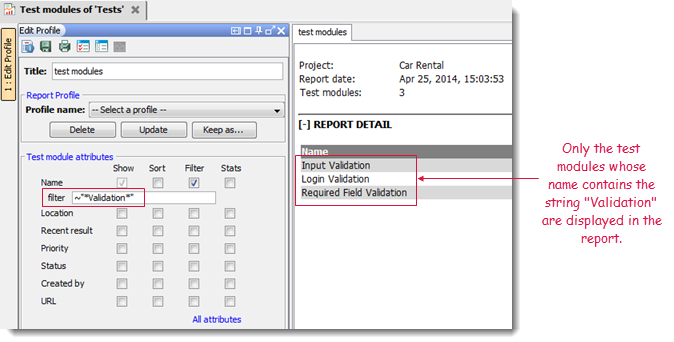 Test modules of 'Tests'
1 : Edit Profile
Edit Profile
Title: test modules
Report Profile
Profile name: -- Select a profile --
Delete Update Keep as...
Test module attributes
Show Sort Filter Stats
Name
filter ~"*Validation*"
Location
Recent result
Priority
Status
Created by
URL
All attributes
test modules
Project: Car Rental
Report date: Apr 25, 2014, 15:03:53
Test modules: 3
[-] REPORT DETAIL
Name
Input Validation
Login Validation
Required Field Validation
Only the test
modules whose
name contains the
string "Validation"
are displayed in the
report.